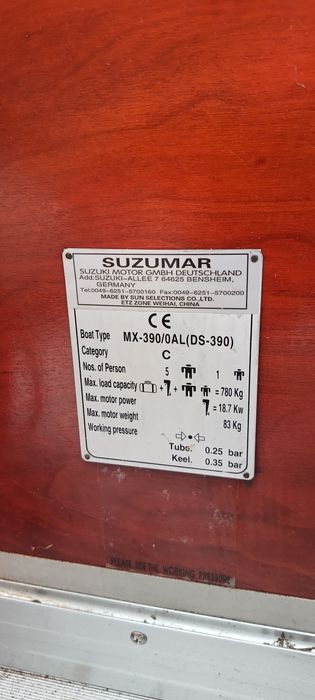 SUZUMAR
SUZUKI MOTOR GMBH DEUTSCHLAND
Add:SUZUKI-ALLEE 7 64625 BENSHEIM,
GERMANY
Tel:0049-6251-5700160 Fax:0049-6251-5700200
MADE BY SUN SELECTIONS CO.,LTD.
ETZ ZONE WEIHAI, CHINA
CE
Boat Type MX-390/0AL(DS-390)
Category C
Nos. of Person 5 1
Max. load capacity + + = 780 Kg
Max. motor power = 18.7 Kw
Max. motor weight 83 Kg
Working pressure
Tube. 0.25 bar
Keel. 0.35 bar
PLEASE USE THE WORKING PRESSURE